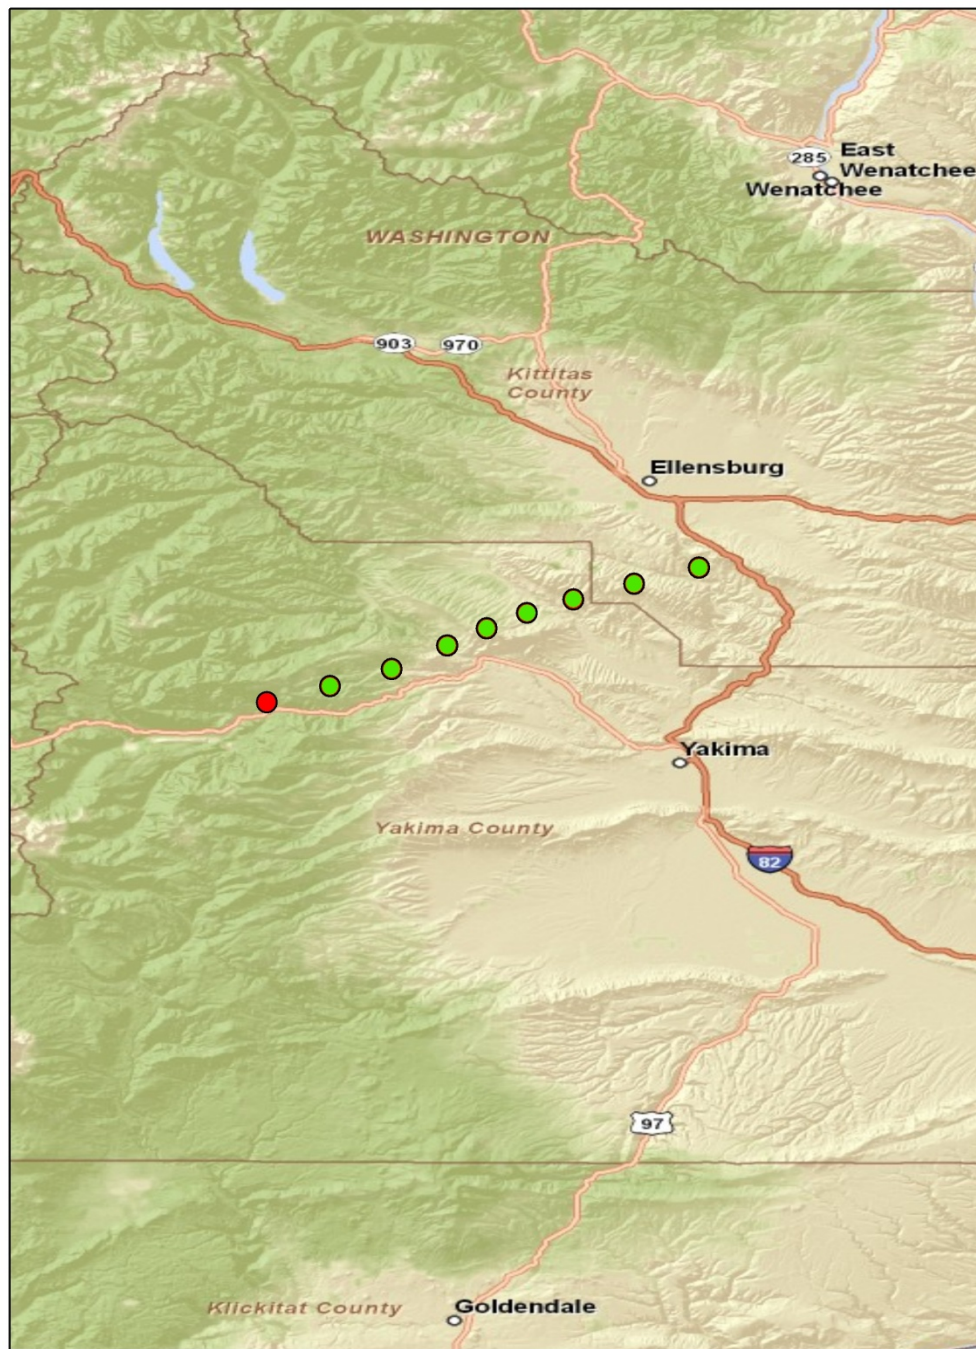 285
East
Wenatchee
Wenatchee
WASHINGTON
903
970
Kittitas
County
Ellensburg
Yakima
Yakima County
82
97
Klickitat County
Goldendale